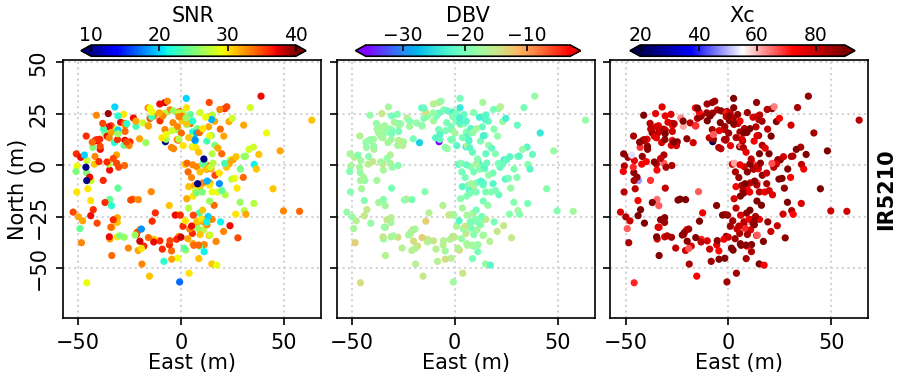 SNR DBV Xc
10 20 30 40 −30 −20 −10 20 40 60 80
50
25
0
−25
−50
North (m)
IR5210
−50 0 50 −50 0 50 −50 0 50
East (m) East (m) East (m)